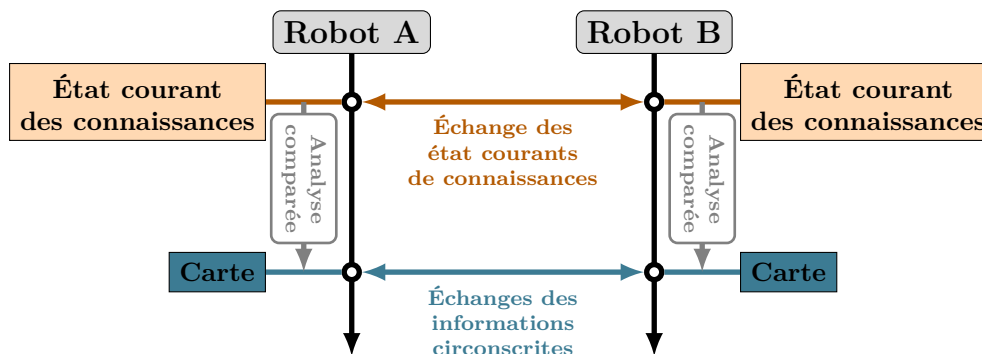 Robot A
Robot B
État courant
des connaissances
État courant
des connaissances
Échange des
état courants
de connaissances
Analyse
comparée
Analyse
comparée
Carte
Carte
Échanges des
informations
circonscrites